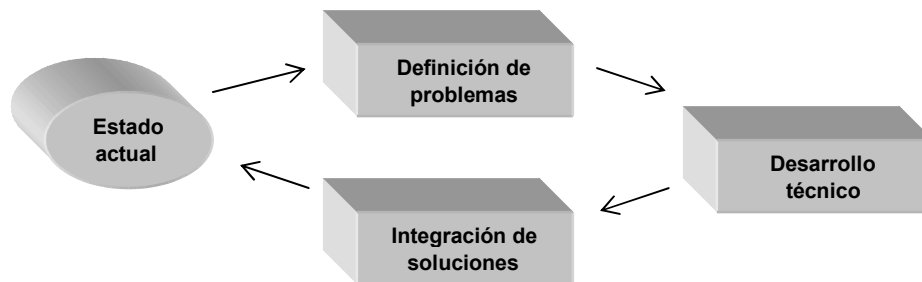 Definición de
problemas
Estado
actual
Desarrollo
técnico
Integración de
soluciones